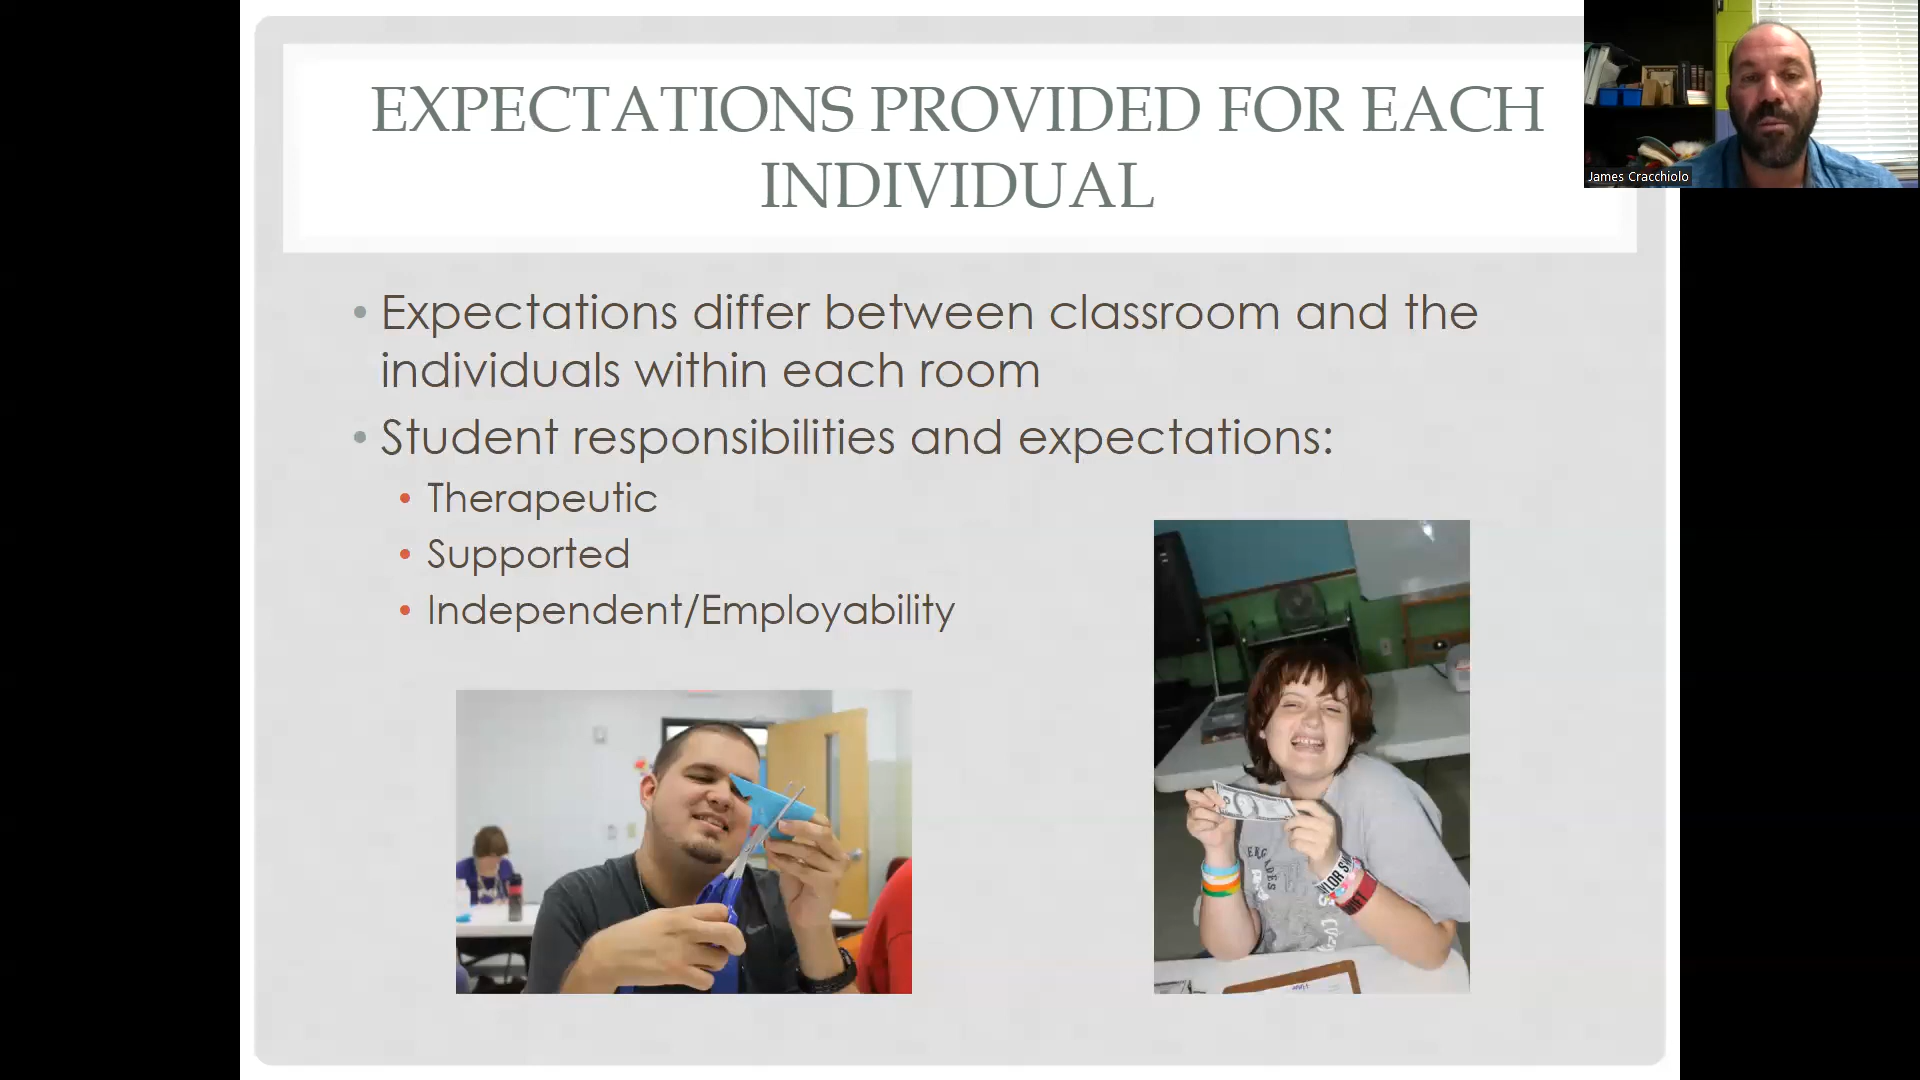 EXPECTATIONS PROVIDED FOR EACH
INDIVIDUAL
James Cracchiolo
• Expectations differ between classroom and the
individuals within each room
• Student responsibilities and expectations:
• Therapeutic
• Supported
• Independent/Employability